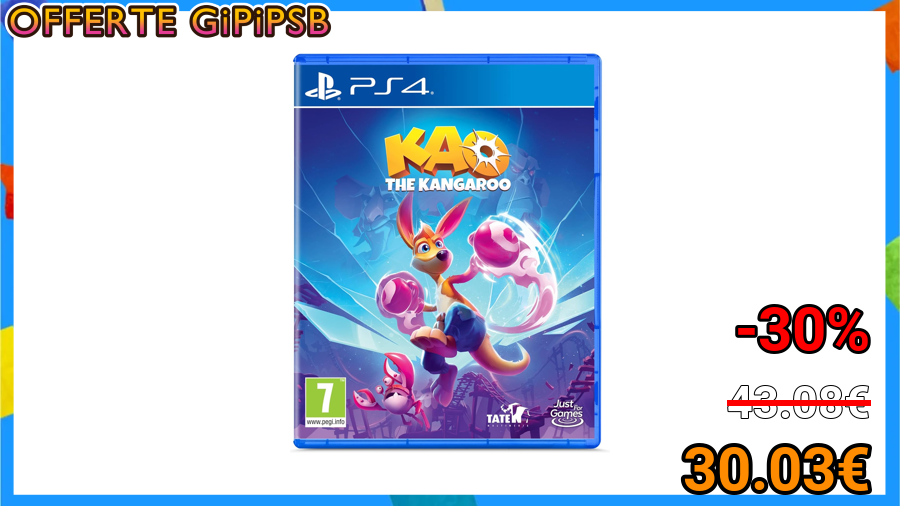 OFFERTE GiPiPSB
PS4
KAO
THE KANGAROO
7
www.pegi.info
TATE
MULTIMEDIA
Just
For
Games
-30%
43.08€
30.03€